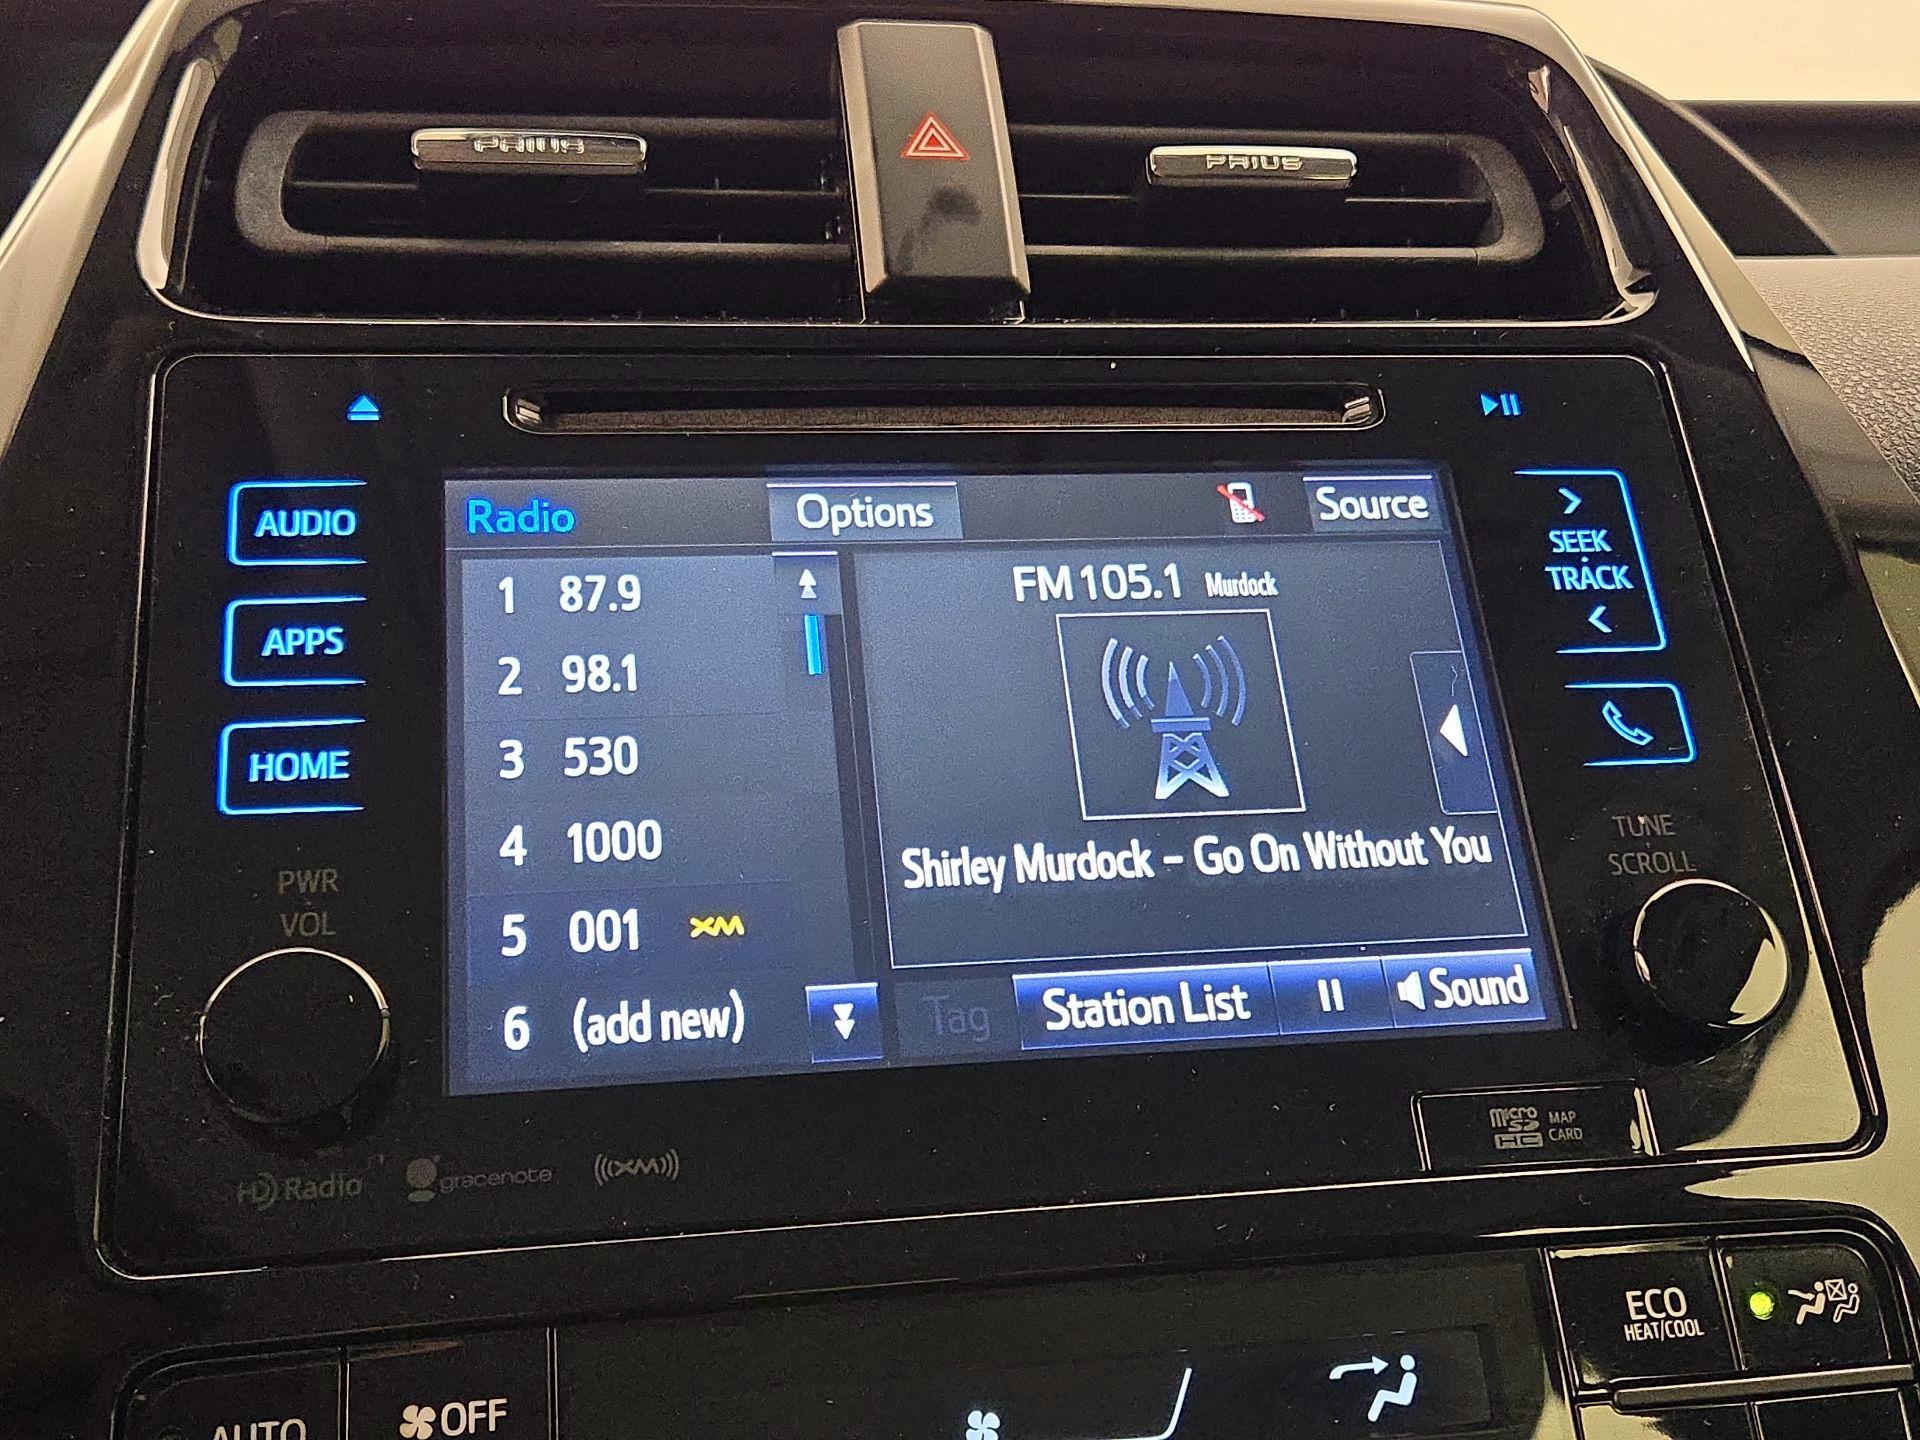 PRIUS
PRIUS
AUDIO
APPS
HOME
PWR
VOL
Radio
Options
Source
1 87.9
2 98.1
3 530
4 1000
5 001 XM
6 (add new)
FM 105.1 Murdock
Shirley Murdock – Go On Without You
Tag
Station List
Sound
SEEK
TRACK
TUNE
SCROLL
HD Radio
gracenote
((XM))
micro SD HC
MAP
CARD
ECO
HEAT/COOL
AUTO
OFF